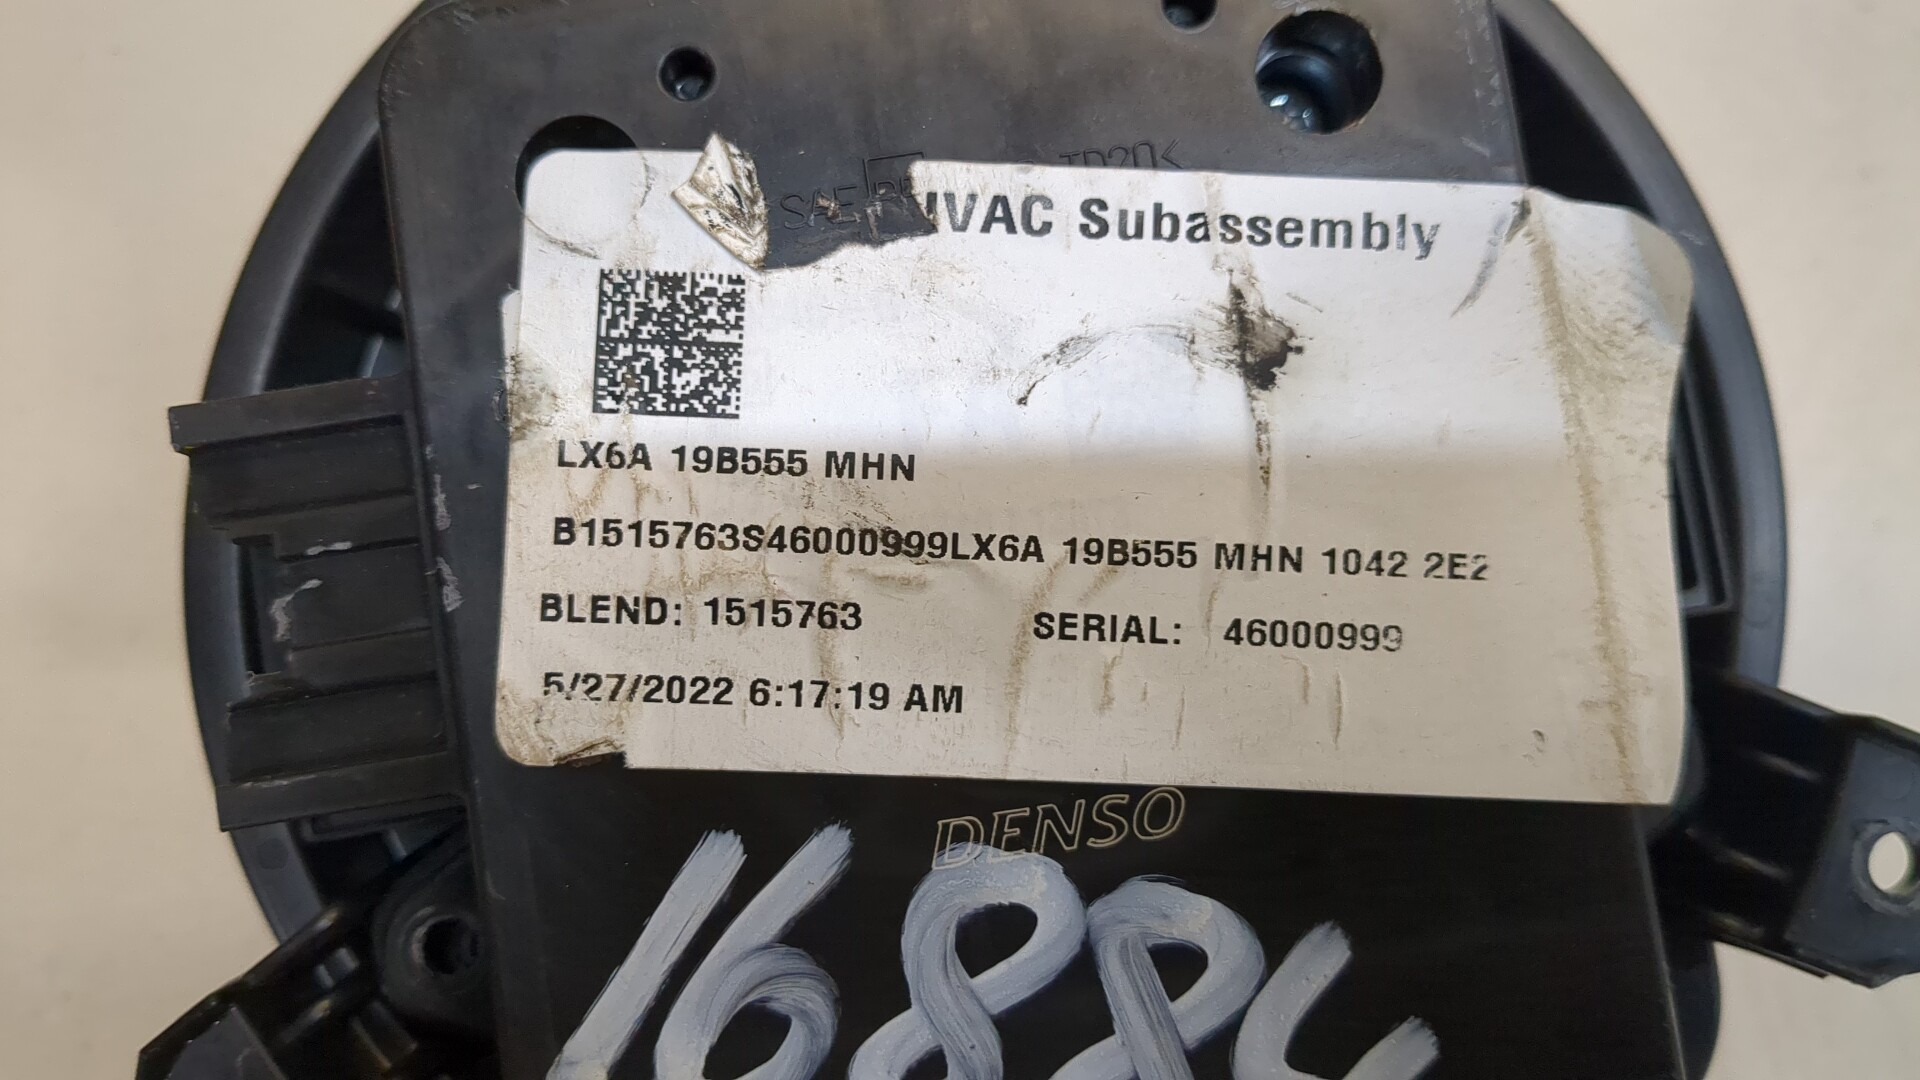 HVAC Subassembly
LX6A 19B555 MHN
B1515763S46000999LX6A 19B555 MHN 1042 2E2
BLEND: 1515763 SERIAL: 46000999
5/27/2022 6:17:19 AM
DENSO